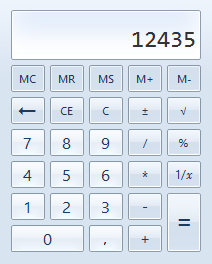 12435
MC MR MS M+ M-
← CE C ± √
7 8 9 / %
4 5 6 * 1/x
1 2 3 - =
0 , +